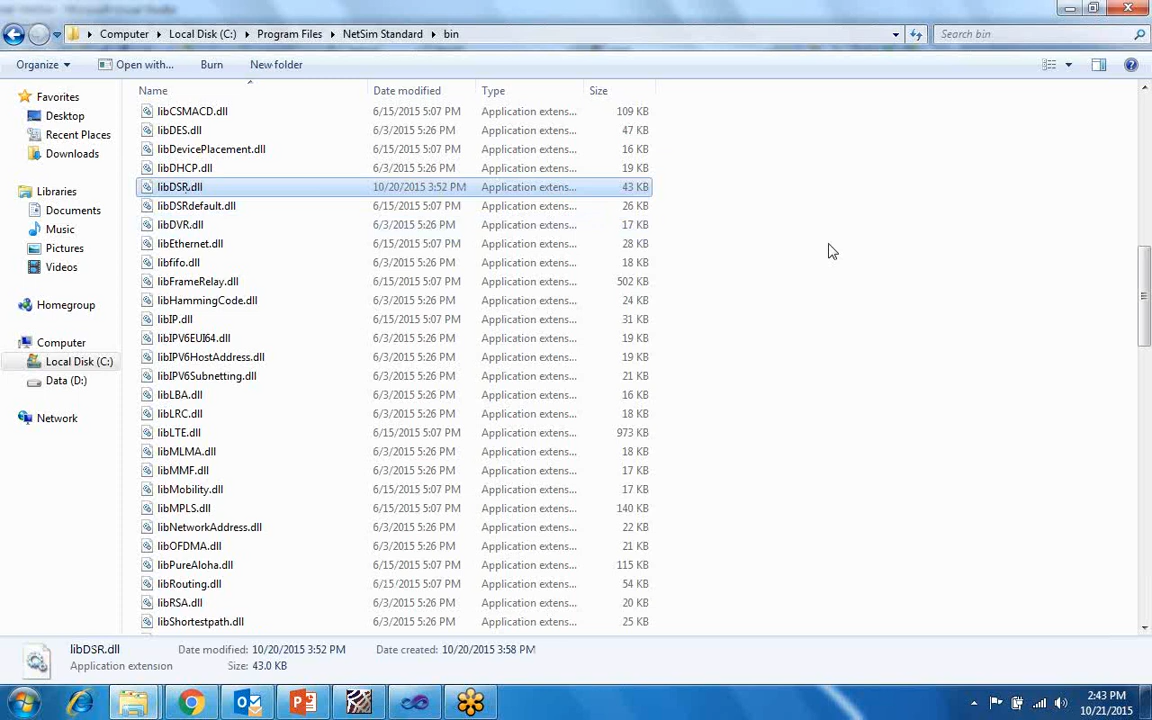 Computer ▸ Local Disk (C:) ▸ Program Files ▸ NetSim Standard ▸ bin
Search bin
Organize Open with... Burn New folder
Name Date modified Type Size
Favorites
Desktop
Recent Places
Downloads
Libraries
Documents
Music
Pictures
Videos
Homegroup
Computer
Local Disk (C:)
Data (D:)
Network
libCSMACD.dll 6/15/2015 5:07 PM Application extens... 109 KB
libDES.dll 6/3/2015 5:26 PM Application extens... 47 KB
libDevicePlacement.dll 6/15/2015 5:07 PM Application extens... 16 KB
libDHCP.dll 6/3/2015 5:26 PM Application extens... 19 KB
libDSR.dll 10/20/2015 3:52 PM Application extens... 43 KB
libDSRdefault.dll 6/15/2015 5:07 PM Application extens... 26 KB
libDVR.dll 6/3/2015 5:26 PM Application extens... 17 KB
libEthernet.dll 6/15/2015 5:07 PM Application extens... 28 KB
libfifo.dll 6/3/2015 5:26 PM Application extens... 18 KB
libFrameRelay.dll 6/15/2015 5:07 PM Application extens... 502 KB
libHammingCode.dll 6/3/2015 5:26 PM Application extens... 24 KB
libIP.dll 6/15/2015 5:07 PM Application extens... 31 KB
libIPV6EUI64.dll 6/3/2015 5:26 PM Application extens... 19 KB
libIPV6HostAddress.dll 6/3/2015 5:26 PM Application extens... 19 KB
libIPV6Subnetting.dll 6/3/2015 5:26 PM Application extens... 21 KB
libLBA.dll 6/3/2015 5:26 PM Application extens... 16 KB
libLRC.dll 6/3/2015 5:26 PM Application extens... 18 KB
libLTE.dll 6/15/2015 5:07 PM Application extens... 973 KB
libMLMA.dll 6/3/2015 5:26 PM Application extens... 18 KB
libMMF.dll 6/3/2015 5:26 PM Application extens... 17 KB
libMobility.dll 6/15/2015 5:07 PM Application extens... 17 KB
libMPLS.dll 6/15/2015 5:07 PM Application extens... 140 KB
libNetworkAddress.dll 6/3/2015 5:26 PM Application extens... 22 KB
libOFDMA.dll 6/3/2015 5:26 PM Application extens... 21 KB
libPureAloha.dll 6/15/2015 5:07 PM Application extens... 115 KB
libRouting.dll 6/15/2015 5:07 PM Application extens... 54 KB
libRSA.dll 6/3/2015 5:26 PM Application extens... 20 KB
libShortestpath.dll 6/3/2015 5:26 PM Application extens... 25 KB
libDSR.dll Date modified: 10/20/2015 3:52 PM Date created: 10/20/2015 3:58 PM
Application extension Size: 43.0 KB
2:43 PM
10/21/2015